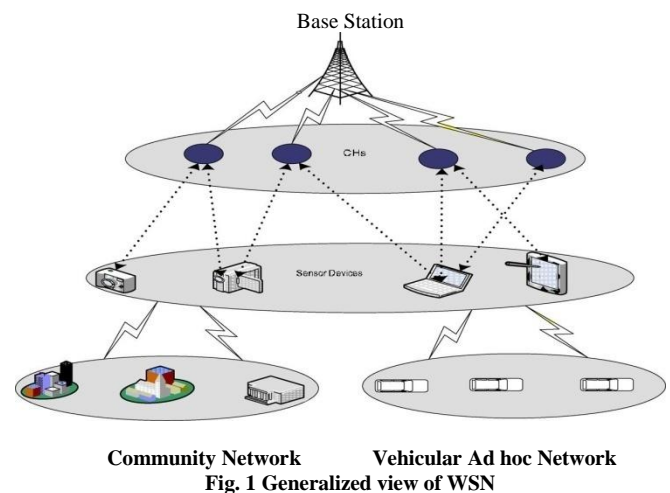 Base Station
CHs
Sensor Devices
Community Network Vehicular Ad hoc Network
Fig. 1 Generalized view of WSN